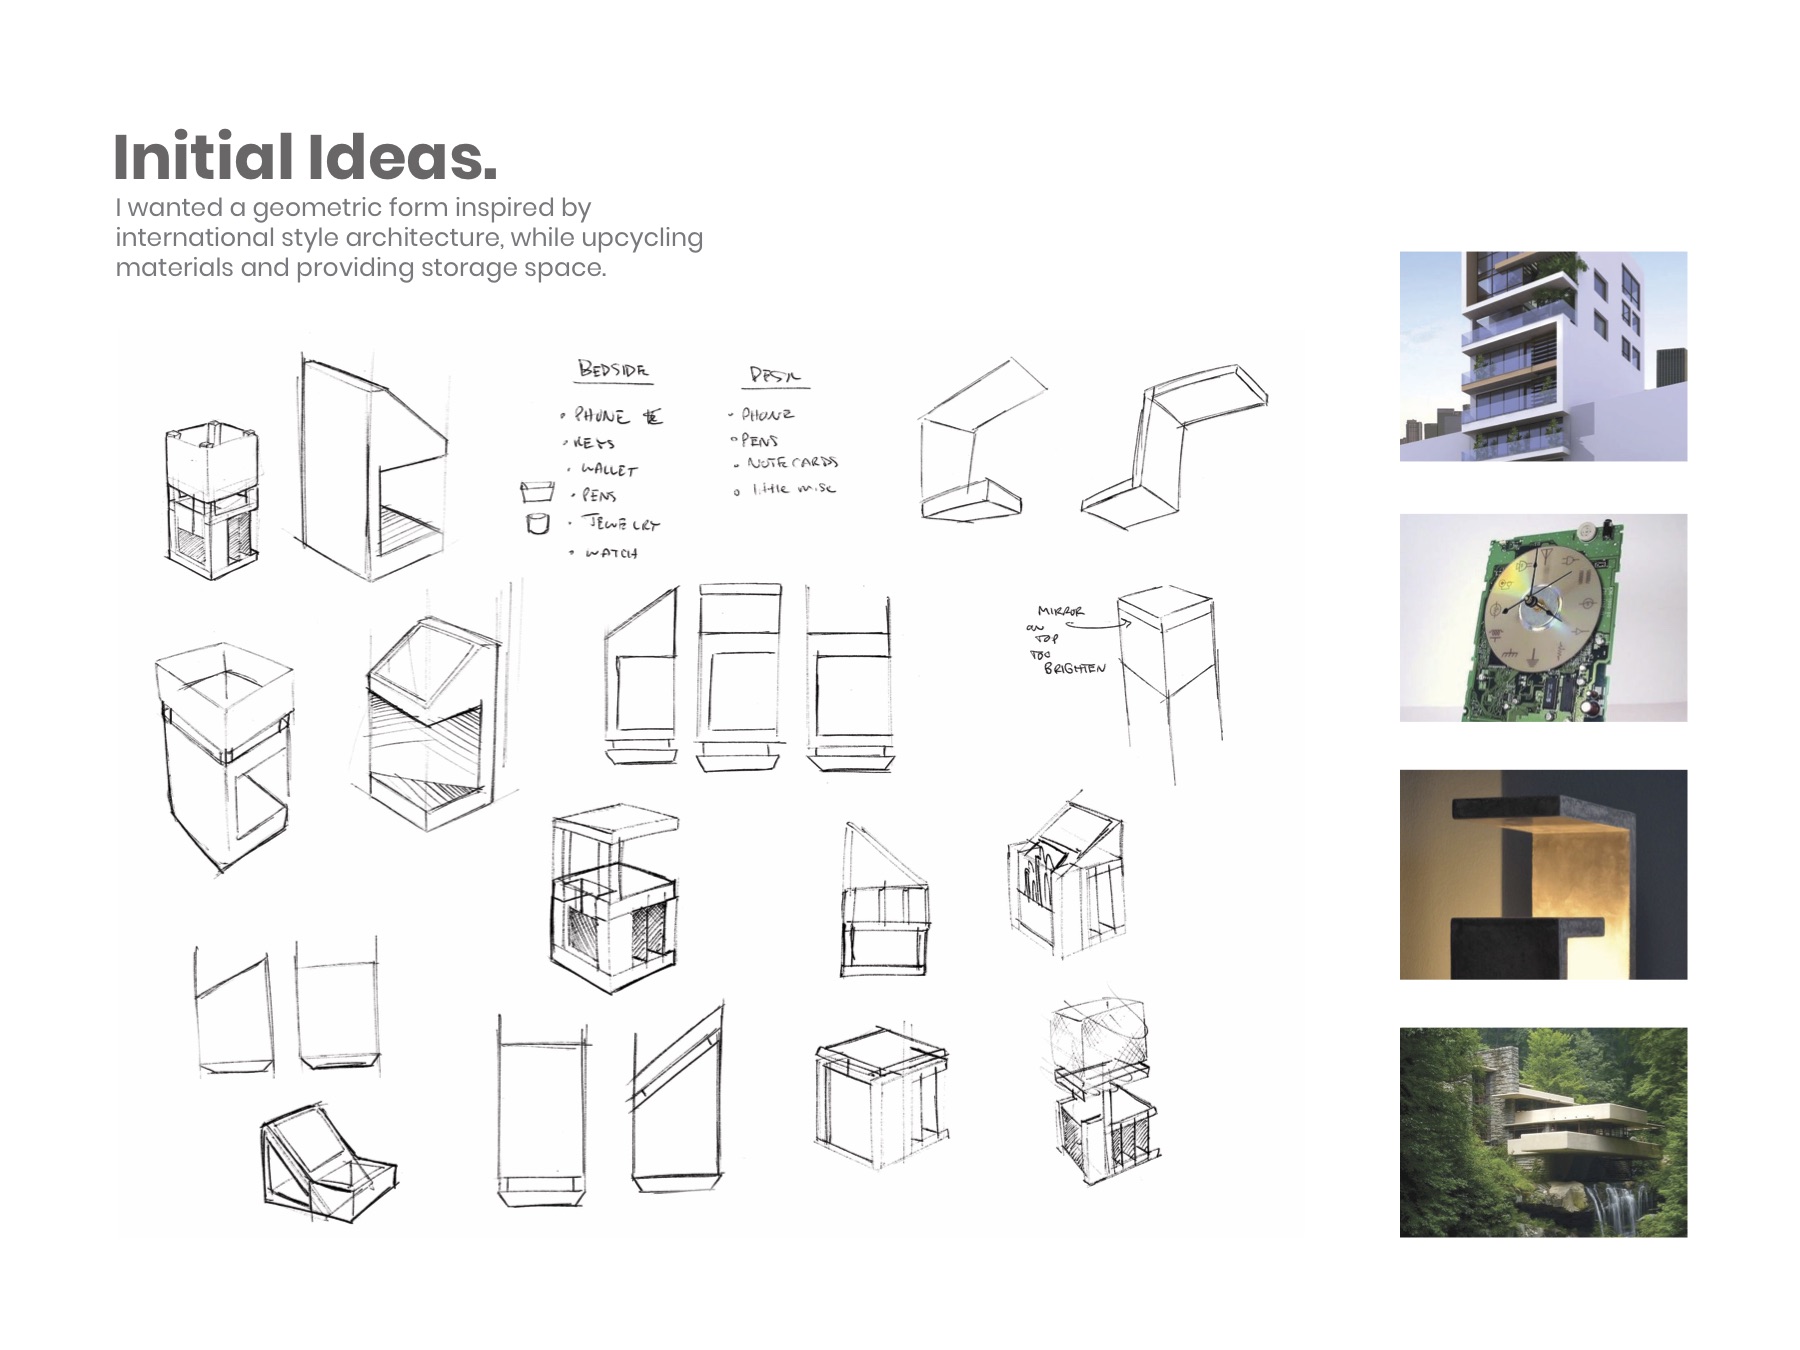 Initial Ideas.
I wanted a geometric form inspired by
international style architecture, while upcycling
materials and providing storage space.
BEDSIDE
• PHONE
• KEYS
• WALLET
• PENS
• JEWELRY
• WATCH
DESK
- PHONE
• PENS
• NOTE CARDS
o little misc
MIRROR
ON
TOP
TOO
BRIGHTEN